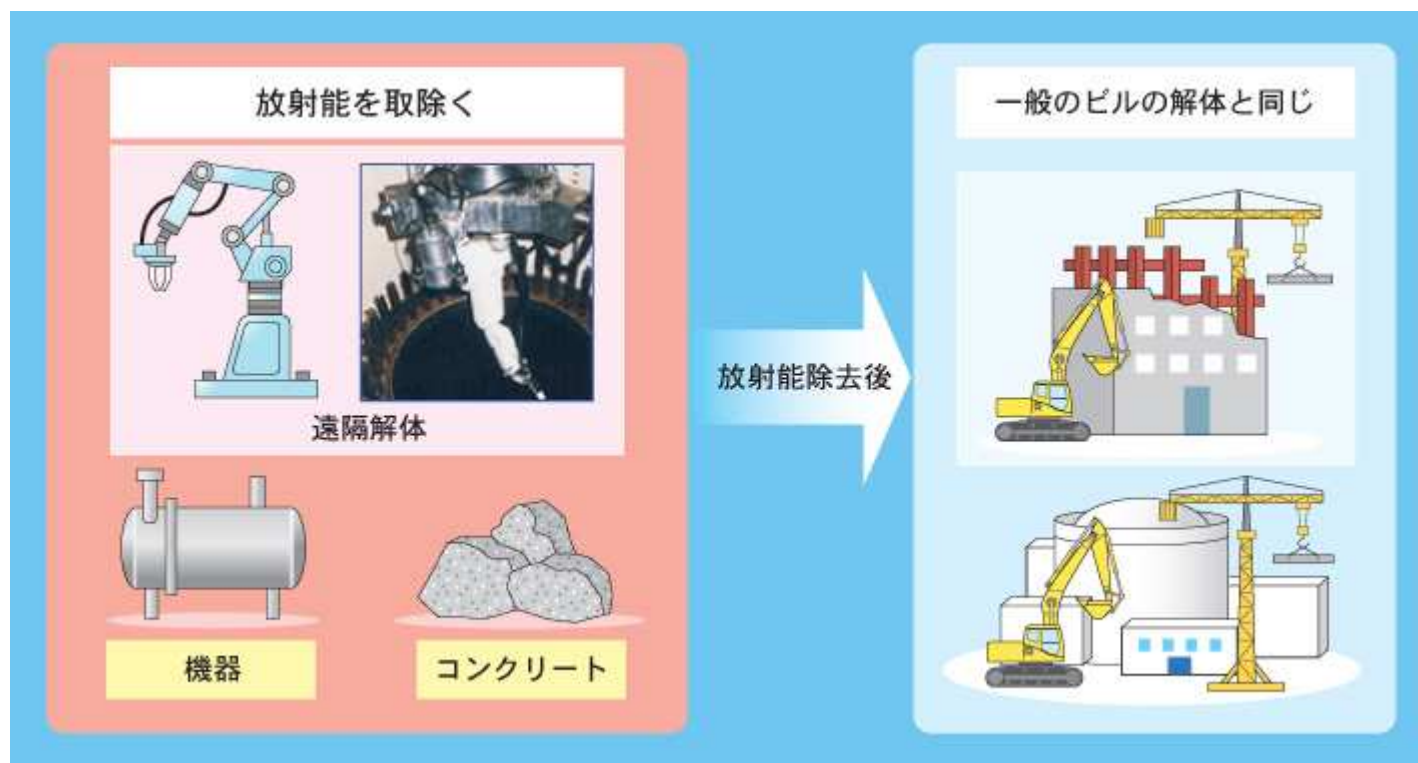 放射能を取除く
遠隔解体
機器
コンクリート
放射能除去後
一般のビルの解体と同じ